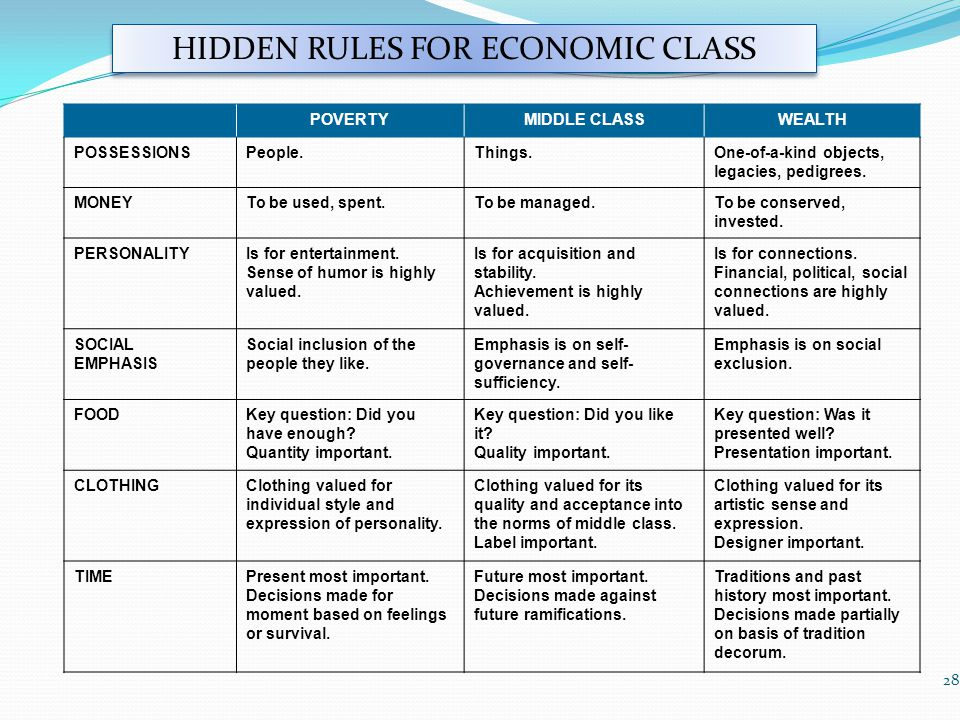 HIDDEN RULES FOR ECONOMIC CLASS
POVERTY MIDDLE CLASS WEALTH
POSSESSIONS People. Things. One-of-a-kind objects,
legacies, pedigrees.
MONEY To be used, spent. To be managed. To be conserved,
invested.
PERSONALITY Is for entertainment. Is for acquisition and Is for connections.
Sense of humor is highly stability. Financial, political, social
valued. Achievement is highly connections are highly
valued. valued.
SOCIAL Social inclusion of the Emphasis is on self- Emphasis is on social
EMPHASIS people they like. governance and self- exclusion.
sufficiency.
FOOD Key question: Did you Key question: Did you like Key question: Was it
have enough? it? presented well?
Quantity important. Quality important. Presentation important.
CLOTHING Clothing valued for Clothing valued for its Clothing valued for its
individual style and quality and acceptance into artistic sense and
expression of personality. the norms of middle class. expression.
Label important. Designer important.
TIME Present most important. Future most important. Traditions and past
Decisions made for Decisions made against history most important.
moment based on feelings future ramifications. Decisions made partially
or survival. on basis of tradition
decorum.
28